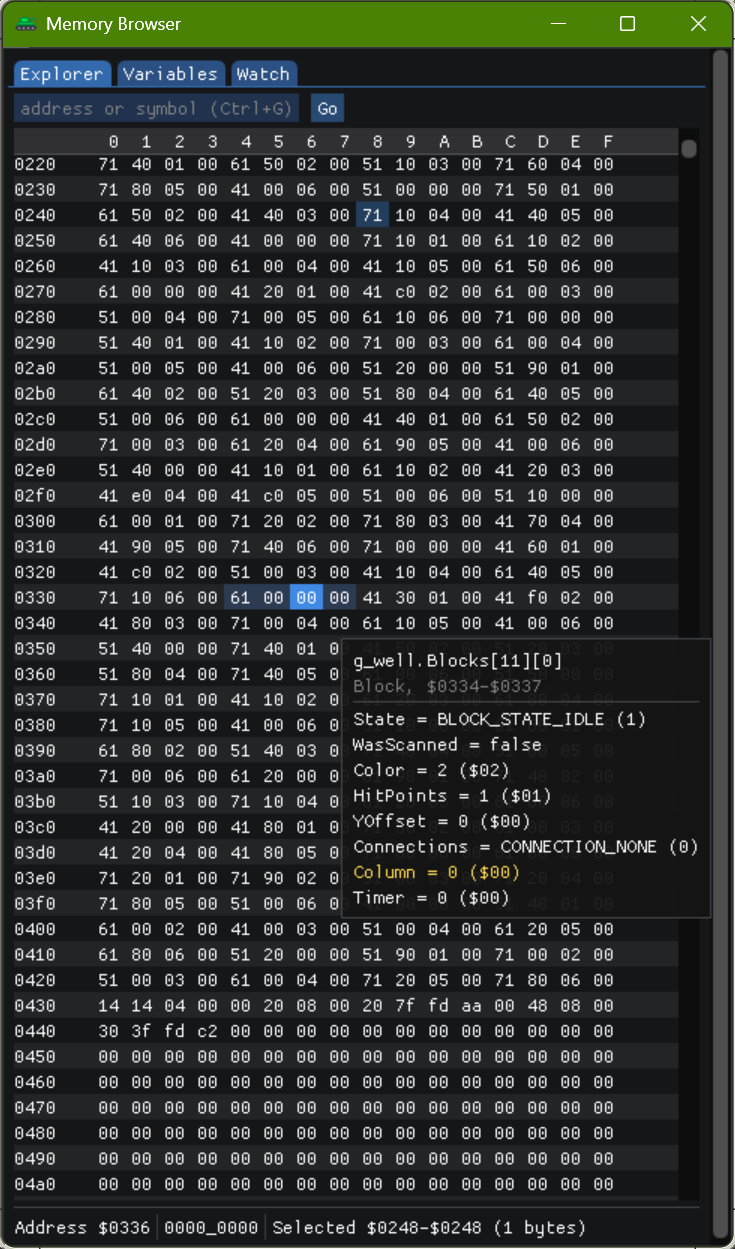 Memory Browser
Explorer Variables Watch
address or symbol (Ctrl+G) Go
0 1 2 3 4 5 6 7 8 9 A B C D E F
0220 71 40 01 00 61 50 02 00 51 10 03 00 71 60 04 00
0230 71 80 05 00 41 00 06 00 51 00 00 00 71 50 01 00
0240 61 50 02 00 41 40 03 00 71 10 04 00 41 40 05 00
0250 61 40 06 00 41 00 00 00 71 10 01 00 61 10 02 00
0260 41 10 03 00 61 00 04 00 41 10 05 00 61 50 06 00
0270 61 00 00 00 41 20 01 00 41 c0 02 00 61 00 03 00
0280 51 00 04 00 71 00 05 00 61 10 06 00 71 00 00 00
0290 51 40 01 00 41 10 02 00 71 00 03 00 61 00 04 00
02a0 51 00 05 00 41 00 06 00 51 20 00 00 51 90 01 00
02b0 61 40 02 00 51 20 03 00 51 80 04 00 61 40 05 00
02c0 51 00 06 00 61 00 00 00 41 40 01 00 61 50 02 00
02d0 71 00 03 00 61 20 04 00 61 90 05 00 41 00 06 00
02e0 51 40 00 00 41 10 01 00 61 10 02 00 41 20 03 00
02f0 41 e0 04 00 41 c0 05 00 51 00 06 00 51 10 00 00
0300 61 00 01 00 71 20 02 00 71 80 03 00 41 70 04 00
0310 41 90 05 00 71 40 06 00 71 00 00 00 41 60 01 00
0320 41 c0 02 00 51 00 03 00 41 10 04 00 61 40 05 00
0330 71 10 06 00 61 00 00 00 41 30 01 00 41 f0 02 00
0340 41 80 03 00 71 00 04 00 61 10 05 00 41 00 06 00
0350 51 40 00 00 71 40 01
0360 51 80 04 00 71 40 05
0370 71 10 01 00 41 10 02
0380 71 10 05 00 41 00 06
0390 61 80 02 00 51 40 03
03a0 71 00 06 00 61 20 00
03b0 51 10 03 00 71 10 04
03c0 41 20 00 00 41 80 01
03d0 41 20 04 00 41 80 05
03e0 71 20 01 00 71 90 02
03f0 71 80 05 00 51 00 06
g_well.Blocks[11][0]
Block, $0334-$0337
State = BLOCK_STATE_IDLE (1)
WasScanned = false
Color = 2 ($02)
HitPoints = 1 ($01)
YOffset = 0 ($00)
Connections = CONNECTION_NONE (0)
Column = 0 ($00)
Timer = 0 ($00)
0400 61 00 02 00 41 00 03 00 51 00 04 00 61 20 05 00
0410 61 80 06 00 51 20 00 00 51 90 01 00 71 00 02 00
0420 51 00 03 00 61 00 04 00 71 20 05 00 71 80 06 00
0430 14 14 04 00 00 20 08 00 20 7f fd aa 00 48 08 00
0440 30 3f fd c2 00 00 00 00 00 00 00 00 00 00 00 00
0450 00 00 00 00 00 00 00 00 00 00 00 00 00 00 00 00
0460 00 00 00 00 00 00 00 00 00 00 00 00 00 00 00 00
0470 00 00 00 00 00 00 00 00 00 00 00 00 00 00 00 00
0480 00 00 00 00 00 00 00 00 00 00 00 00 00 00 00 00
0490 00 00 00 00 00 00 00 00 00 00 00 00 00 00 00 00
04a0 00 00 00 00 00 00 00 00 00 00 00 00 00 00 00 00
Address $0336 0000_0000 Selected $0248-$0248 (1 bytes)